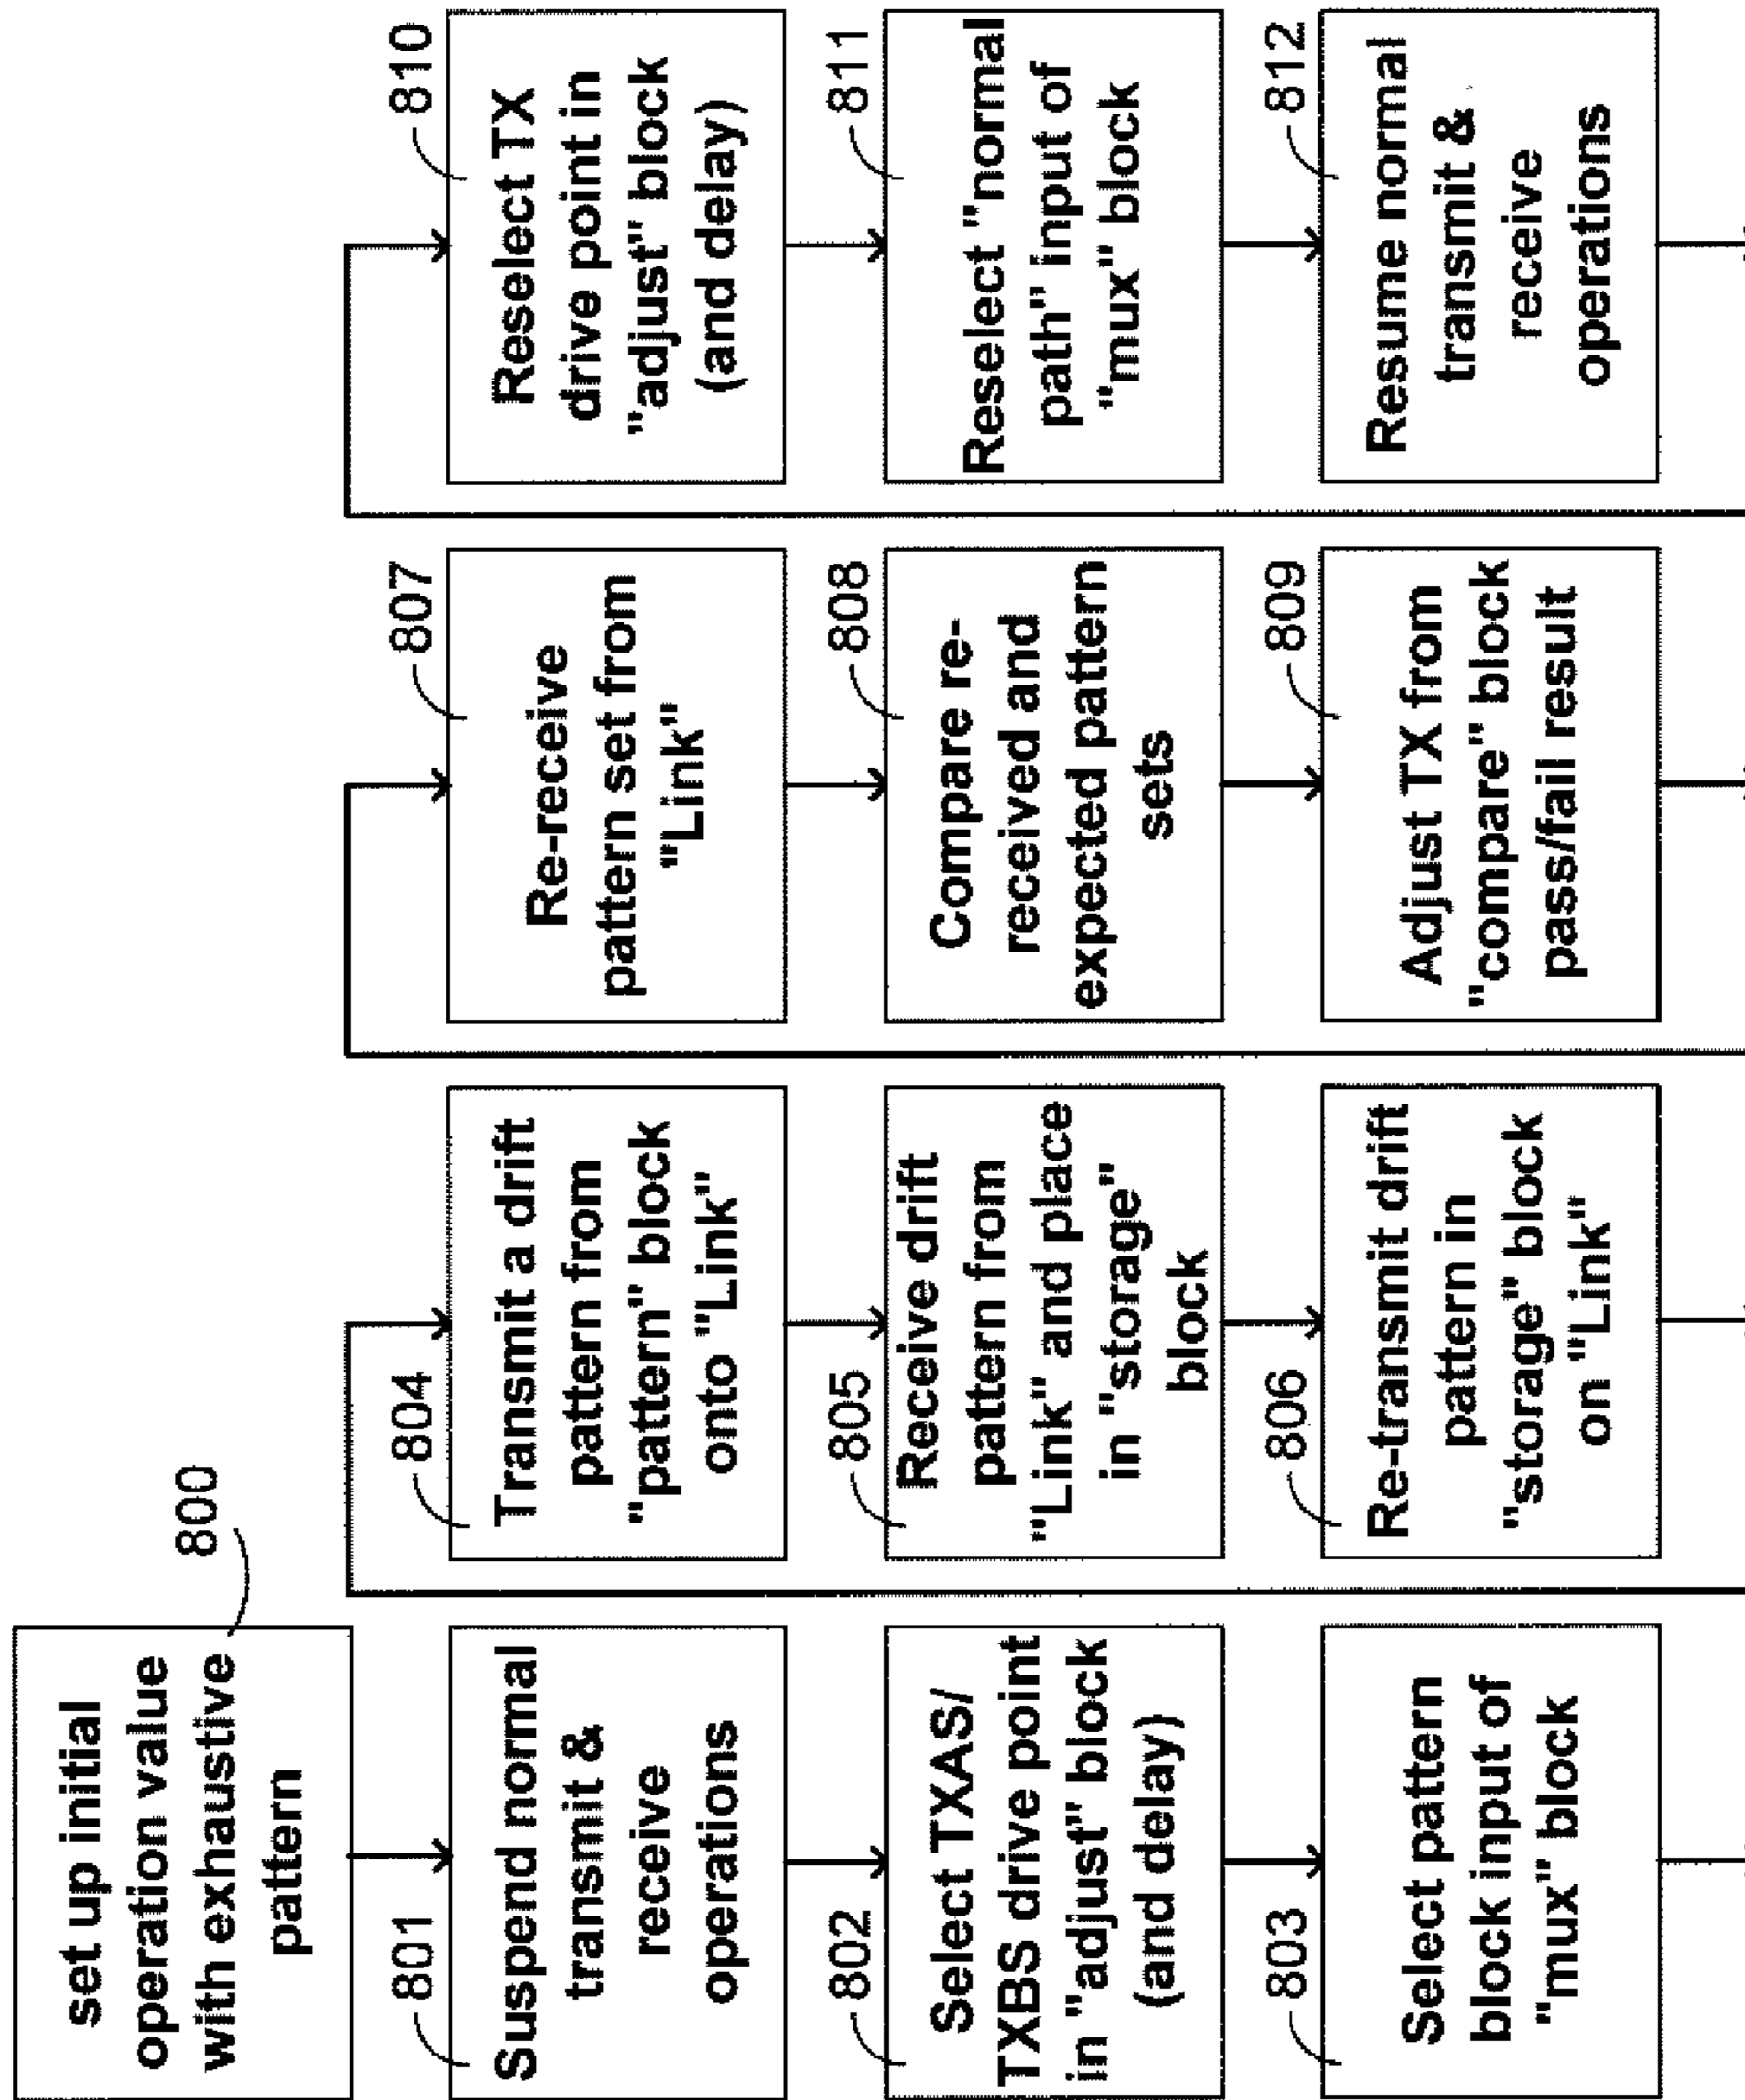 set up initial
operation value
with exhaustive
pattern
800
801
Suspend normal
transmit &
receive
operations
802
Select TXAS/
TXBS drive point
in "adjust" block
(and delay)
803
Select pattern
block input of
"mux" block
804
Transmit a drift
pattern from
"pattern" block
onto "Link"
805
Receive drift
pattern from
"Link" and place
in "storage"
block
806
Re-transmit drift
pattern in
"storage" block
on "Link"
807
Re-receive
pattern set from
"Link"
808
Compare re-
received and
expected pattern
sets
809
Adjust TX from
"compare" block
pass/fail result
810
Reselect TX
drive point in
"adjust" block
(and delay)
811
Reselect "normal
path" input of
"mux" block
812
Resume normal
transmit &
receive
operations